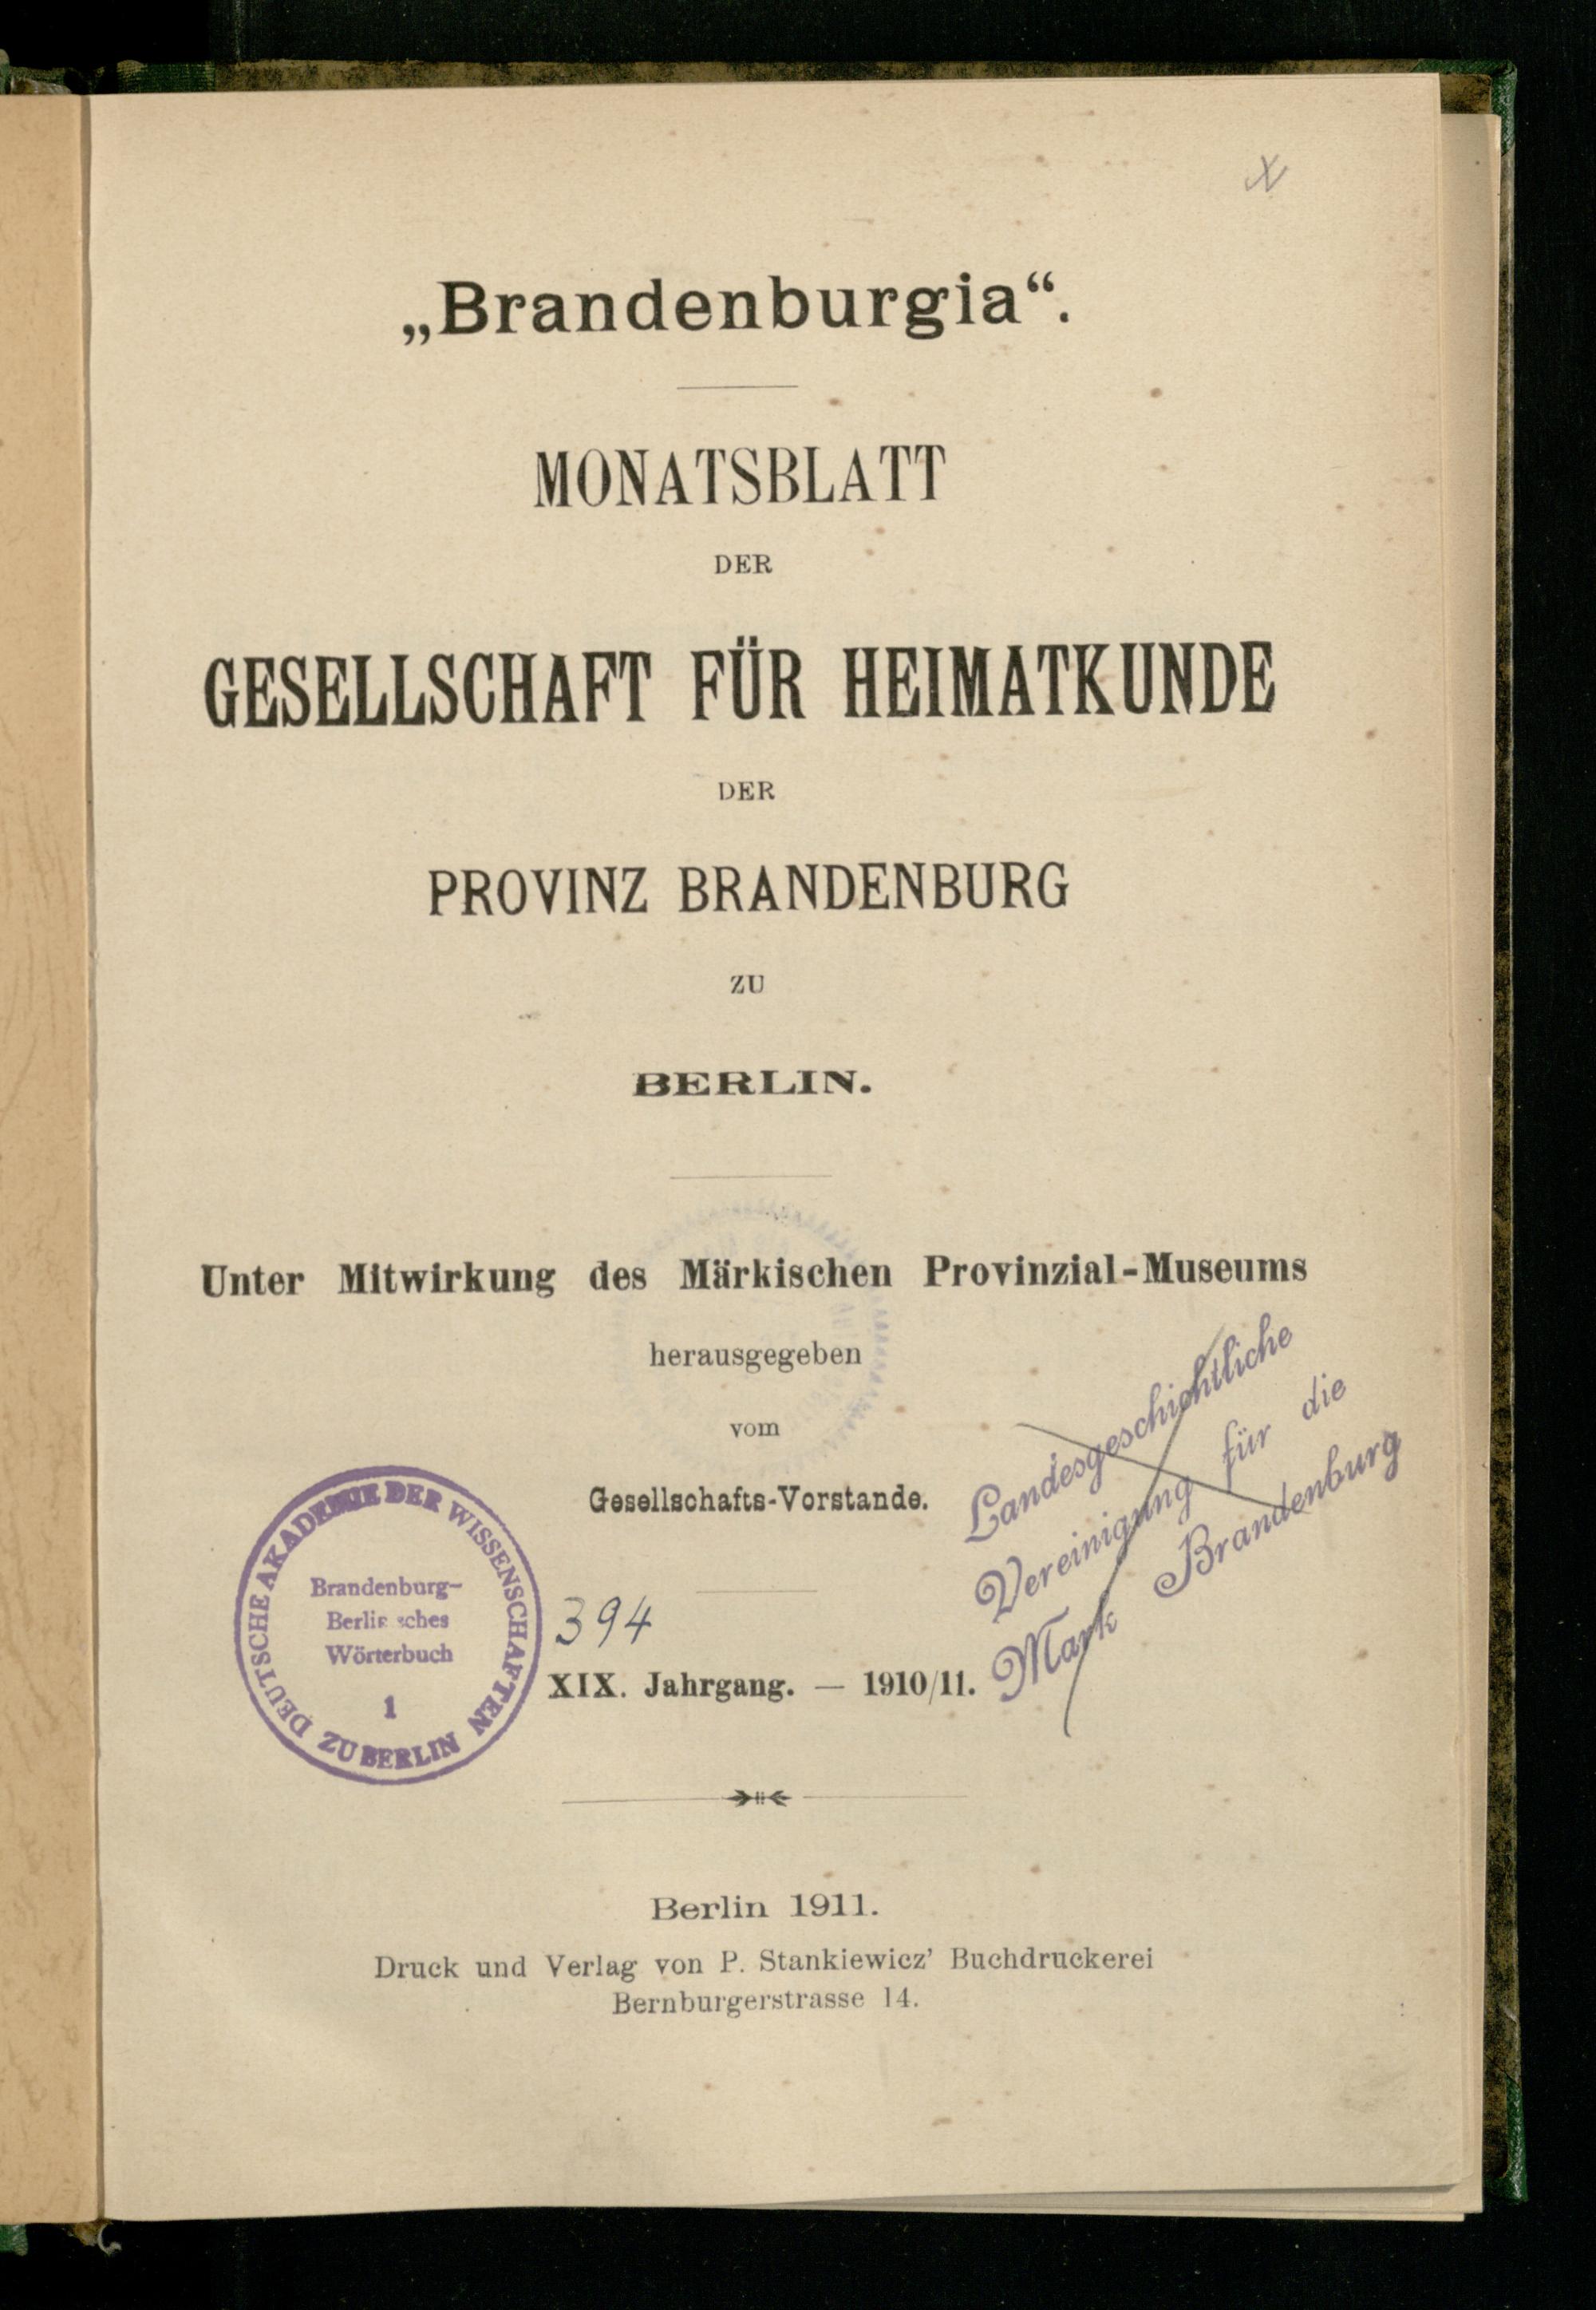 „Brandenburgia“.
MONATSBLATT
DER
GESELLSCHAFT FÜR HEIMATKUNDE
DER
PROVINZ BRANDENBURG
ZU
BERLIN.
Unter Mitwirkung des Märkischen Provinzial-Museums
herausgegeben
vom
Gesellschafts-Vorstande.
Landesgeschichtliche
Vereinigung für die
Mark Brandenburg
DEUTSCHE AKADEMIE DER WISSENSCHAFTEN
ZU BERLIN
Brandenburg-
Berlinsches
Wörterbuch
1
394
XIX. Jahrgang. — 1910/11.
Berlin 1911.
Druck und Verlag von P. Stankiewicz’ Buchdruckerei
Bernburgerstrasse 14.